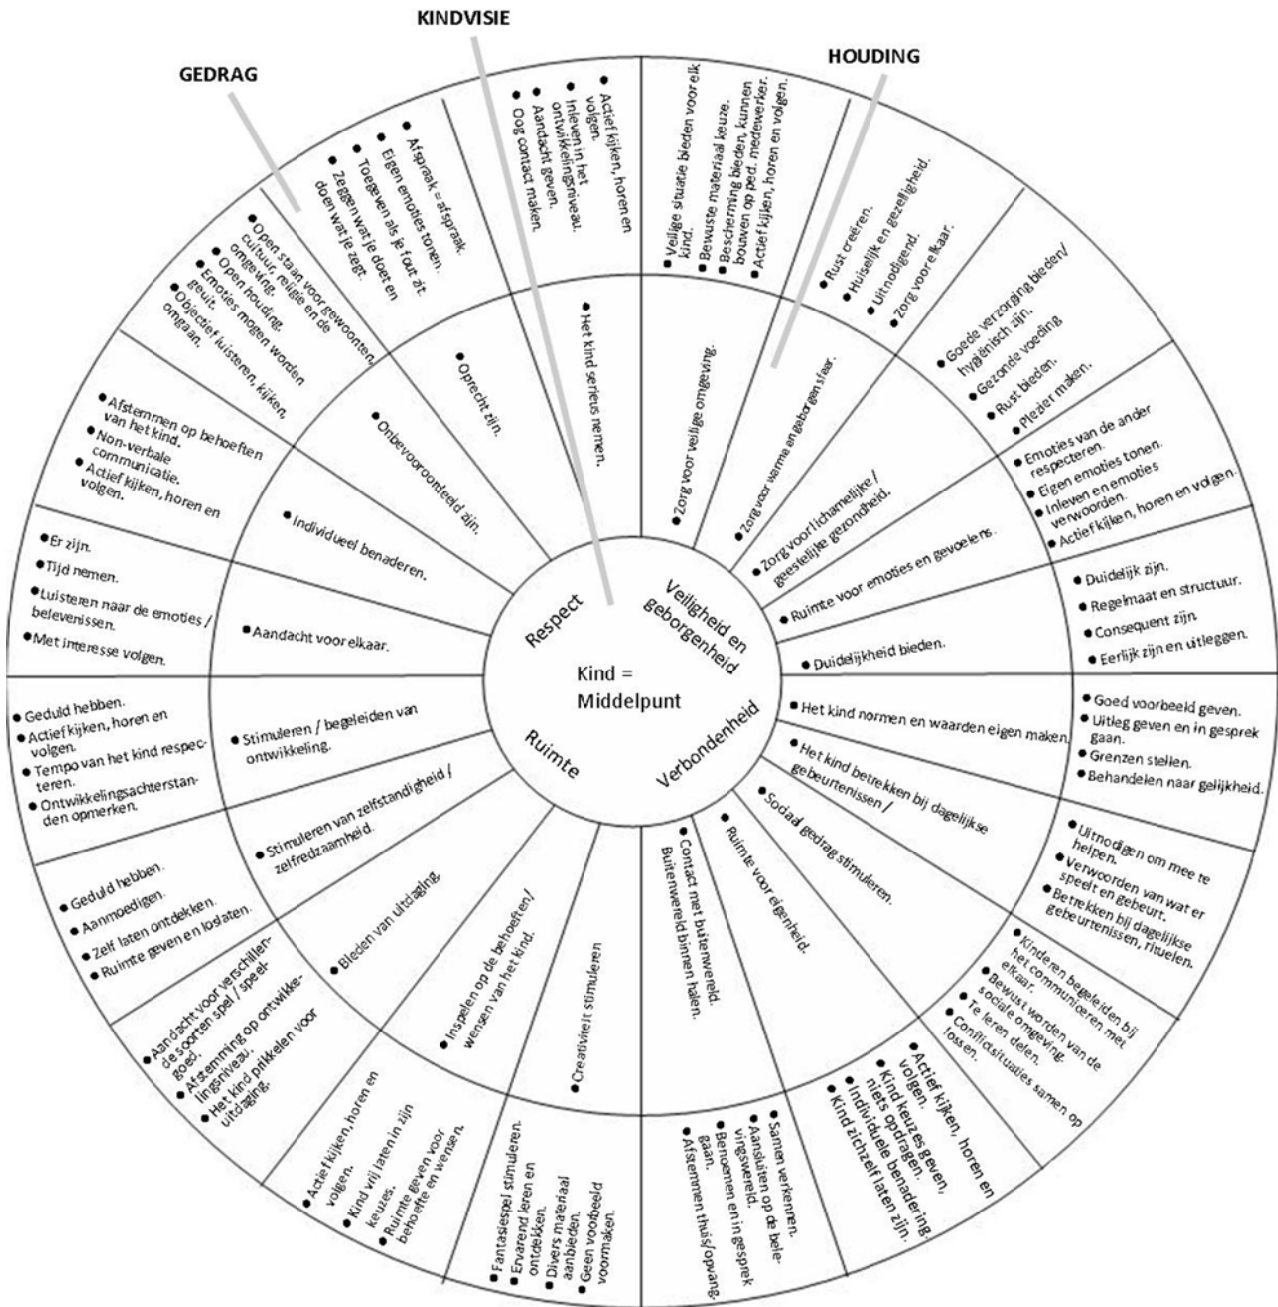 KINDVISIE
GEDRAG
HOUDING
Respect
Veiligheid en
geborgenheid
Kind =
Middelpunt
Ruimte
Verbondenheid
● Zorg voor veilige omgeving.
● Veilige situatie bieden voor elk
kind.
● Bewuste materiaal keuze.
● Bescherming bieden, kunnen
bouwen op ped. medewerker.
● Actief kijken, horen en volgen.
● Zorg voor warme en geborgen sfeer.
● Rust creëren.
● Huiselijk en gezelligheid.
● Uitnodigend.
● Zorg voor elkaar.
● Zorg voor lichamelijke /
geestelijke gezondheid.
● Goede verzorging bieden/
hygiënisch zijn.
● Gezonde voeding
● Rust bieden.
● Plezier maken.
● Ruimte voor emoties en gevoelens.
● Emoties van de ander
respecteren.
● Eigen emoties tonen.
● Inleven en emoties
verwoorden.
● Actief kijken, horen en volgen.
● Duidelijkheid bieden.
● Duidelijk zijn.
● Regelmaat en structuur.
● Consequent zijn.
● Eerlijk zijn en uitleggen.
● Het kind normen en waarden eigen maken.
● Goed voorbeeld geven.
● Uitleg geven en in gesprek
gaan.
● Grenzen stellen.
● Behandelen naar gelijkheid.
● Het kind betrekken bij dagelijkse
gebeurtenissen /
● Uitnodigen om mee te
helpen.
● Verwoorden van wat er
speelt en gebeurt.
● Betrekken bij dagelijkse
gebeurtenissen, rituelen.
● Sociaal gedrag stimuleren.
● Kinderen begeleiden bij
het communiceren met
elkaar.
● Bewust worden van de
sociale omgeving.
● Te leren delen.
● Conflictsituaties samen op
lossen.
● Ruimte voor eigenheid.
● Actief kijken, horen en
volgen.
● Kind keuzes geven,
niets opdragen.
● Individuele benadering.
● Kind zichzelf laten zijn.
● Contact met buitenwereld.
Buitenwereld binnen halen.
● Samen verkennen.
● Aansluiten op de bele-
vingswereld.
● Benoemen en in gesprek
gaan.
● Afstemmen thuis/opvang.
● Creativiteit stimuleren
● Fantasiespel stimuleren.
● Ervarend leren en
ontdekken.
● Divers materiaal
aanbieden.
● Geen voorbeeld
voormaken.
● Inspelen op de behoeften/
wensen van het kind.
● Actief kijken, horen en
volgen.
● Kind vrij laten in zijn
keuzes.
● Ruimte geven voor
behoefte en wensen.
● Bieden van uitdaging.
● Aandacht voor verschillen-
de soorten spel / speel-
goed.
● Afstemming op ontwikke-
lingsniveau.
● Het kind prikkelen voor
uitdaging.
● Stimuleren van zelfstandigheid /
zelfredzaamheid.
● Geduld hebben.
● Aanmoedigen.
● Zelf laten ontdekken.
● Ruimte geven en loslaten.
● Stimuleren / begeleiden van
ontwikkeling.
● Geduld hebben.
● Actief kijken, horen en
volgen.
● Tempo van het kind respec-
teren.
● Ontwikkelingsachterstan-
den opmerken.
● Aandacht voor elkaar.
● Er zijn.
● Tijd nemen.
● Luisteren naar de emoties /
belevenissen.
● Met interesse volgen.
● Individueel benaderen.
● Afstemmen op behoeften
van het kind.
● Non-verbale
communicatie.
● Actief kijken, horen en
volgen.
● Onbevooronteerd zijn.
● Open staan voor gewoonten,
cultuur, religie en de
omgeving.
● Open houding.
● Emoties mogen worden
geuit.
● Objectief luisteren, kijken,
omgaan.
● Oprecht zijn.
● Afspraak = afspraak.
● Eigen emoties tonen.
● Toegeven als je fout zit.
● Zeggen wat je doet en
doen wat je zegt.
● Het kind serieus nemen.
● Actief kijken, horen en
volgen.
● Inleven in het
ontwikkelingsniveau.
● Aandacht geven.
● Oog contact maken.